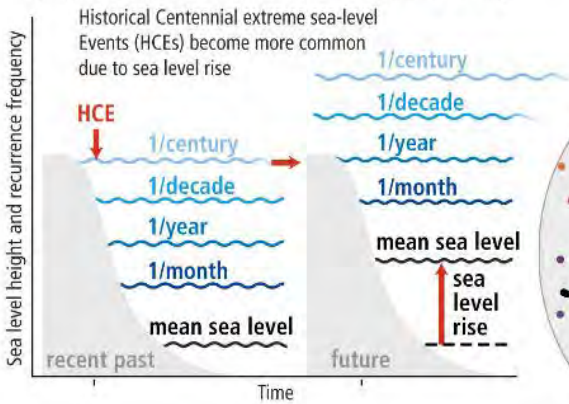 Historical Centennial extreme sea-level
Events (HCEs) become more common
due to sea level rise
Sea level height and recurrence frequency
HCE
1/century
1/decade
1/year
1/month
mean sea level
recent past
1/century
1/decade
1/year
1/month
mean sea level
sea
level
rise
future
Time